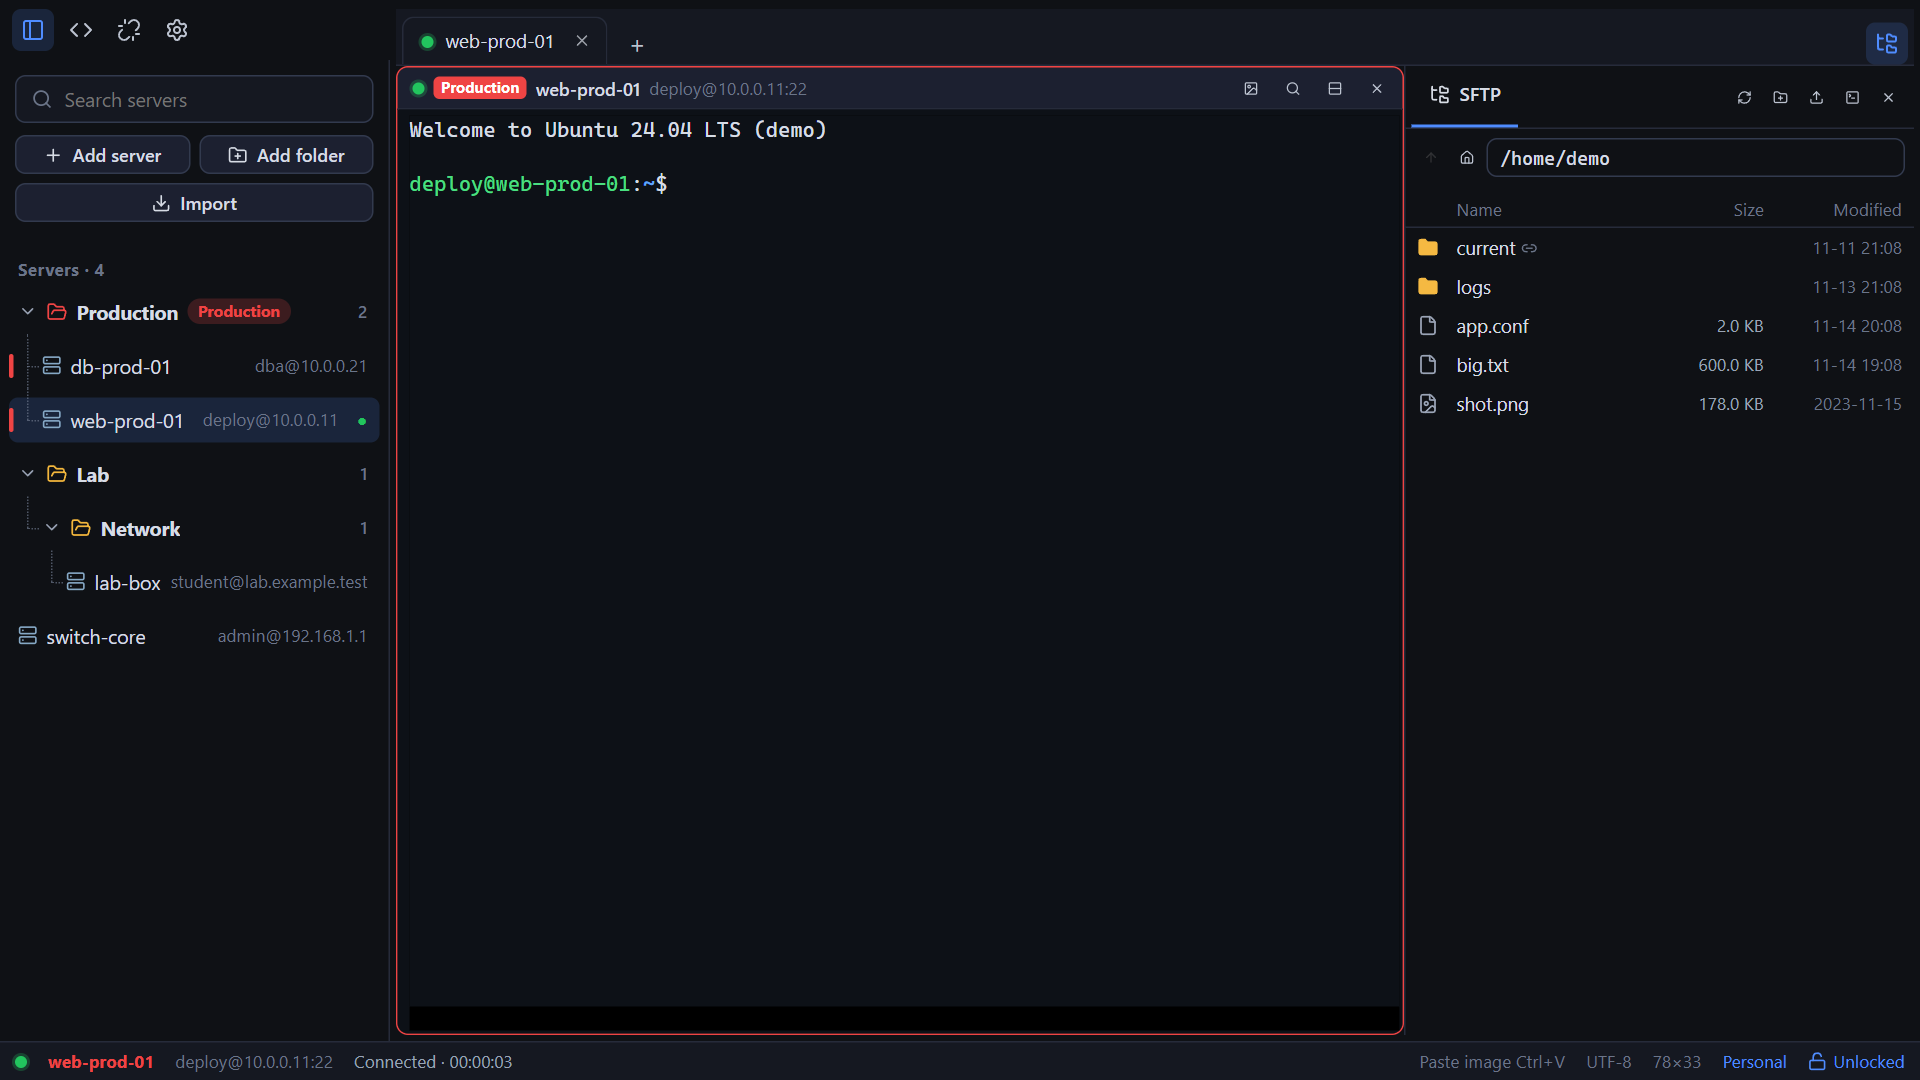 Search servers
Add server
Add folder
Import
Servers · 4
Production Production 2
db-prod-01 dba@10.0.0.21
web-prod-01 deploy@10.0.0.11
Lab 1
Network 1
lab-box student@lab.example.test
switch-core admin@192.168.1.1
web-prod-01
Production web-prod-01 deploy@10.0.0.11:22
Welcome to Ubuntu 24.04 LTS (demo)
deploy@web-prod-01:~$
SFTP
/home/demo
Name Size Modified
current 11-11 21:08
logs 11-13 21:08
app.conf 2.0 KB 11-14 20:08
big.txt 600.0 KB 11-14 19:08
shot.png 178.0 KB 2023-11-15
web-prod-01 deploy@10.0.0.11:22 Connected · 00:00:03
Paste image Ctrl+V UTF-8 78×33 Personal Unlocked